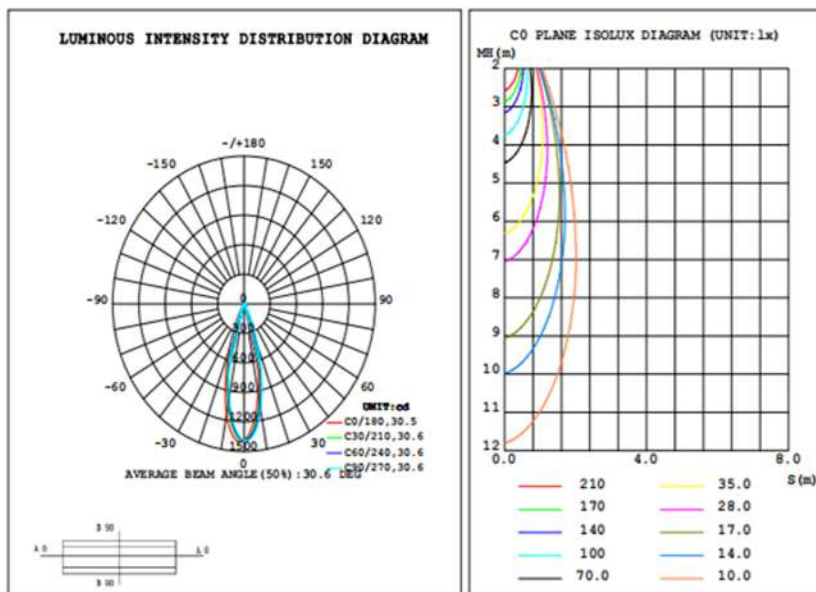 LUMINOUS INTENSITY DISTRIBUTION DIAGRAM
-/+180
-150 150
-120 120
-90 90
-60 60
-30 30
0
0
300
600
900
1200
1500
UNIT:cd
C0/180,30.5
C30/210,30.6
C60/240,30.6
C90/270,30.6
AVERAGE BEAM ANGLE(50%):30.6 DEG
B 90
A 0 A 0
B 90
C0 PLANE ISOLUX DIAGRAM (UNIT:lx)
MH(m)
2
3
4
5
6
7
8
9
10
11
12
0.0 4.0 8.0
S(m)
210 35.0
170 28.0
140 17.0
100 14.0
70.0 10.0